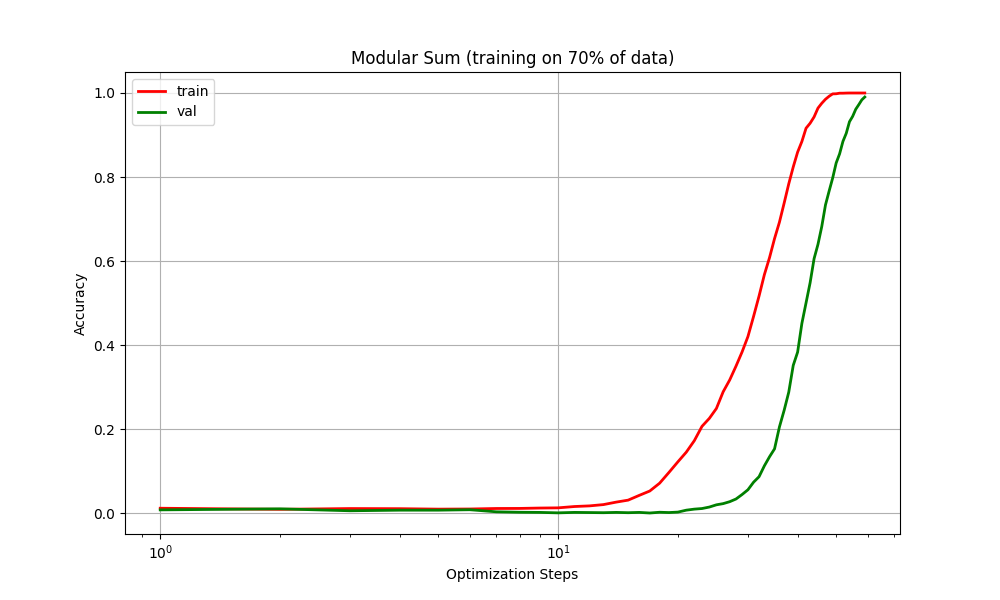 Modular Sum (training on 70% of data)
train
val
1.0
0.8
0.6
0.4
0.2
0.0
Accuracy
10⁰
10¹
Optimization Steps